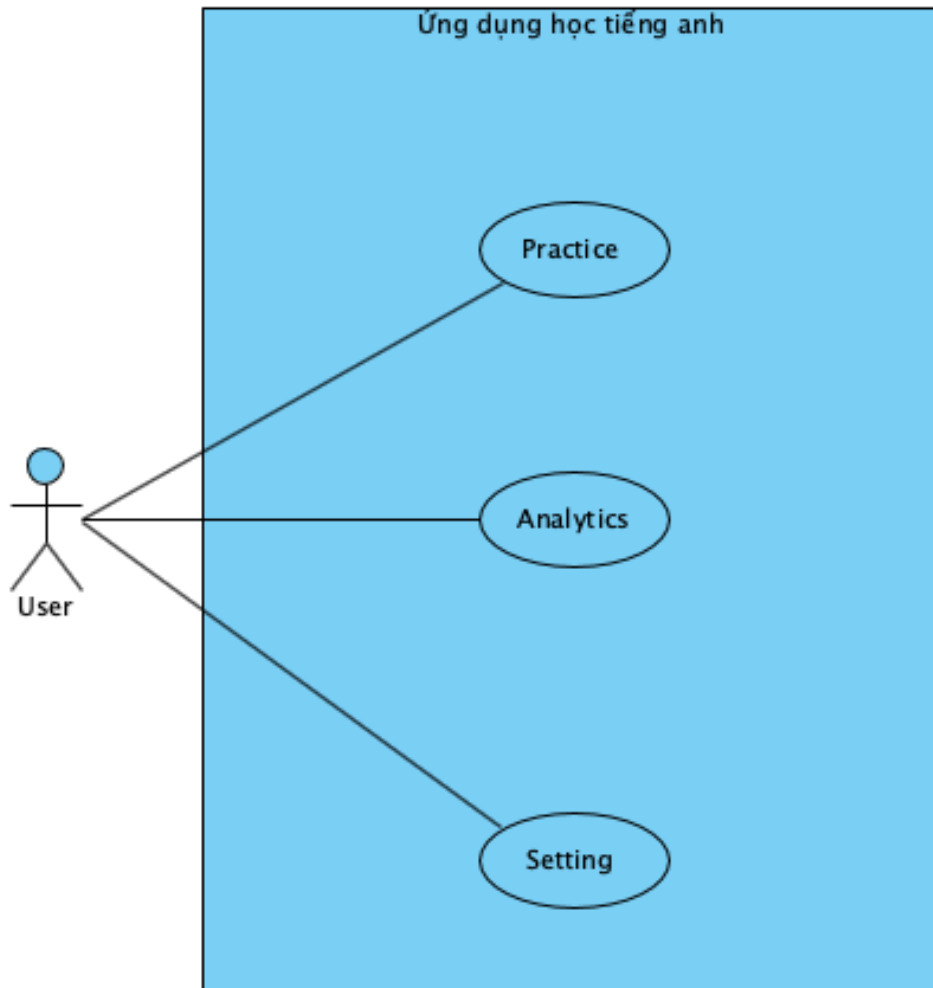 Ứng dụng học tiếng anh
Practice
Analytics
User
Setting